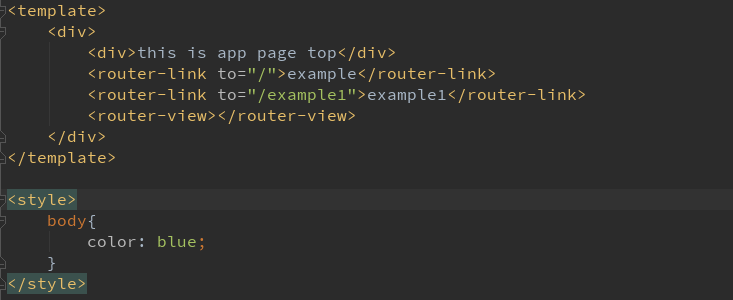 <template>
    <div>
        <div>this is app page top</div>
        <router-link to="/">example</router-link>
        <router-link to="/example1">example1</router-link>
        <router-view></router-view>
    </div>
</template>

<style>
    body{
        color: blue;
    }
</style>